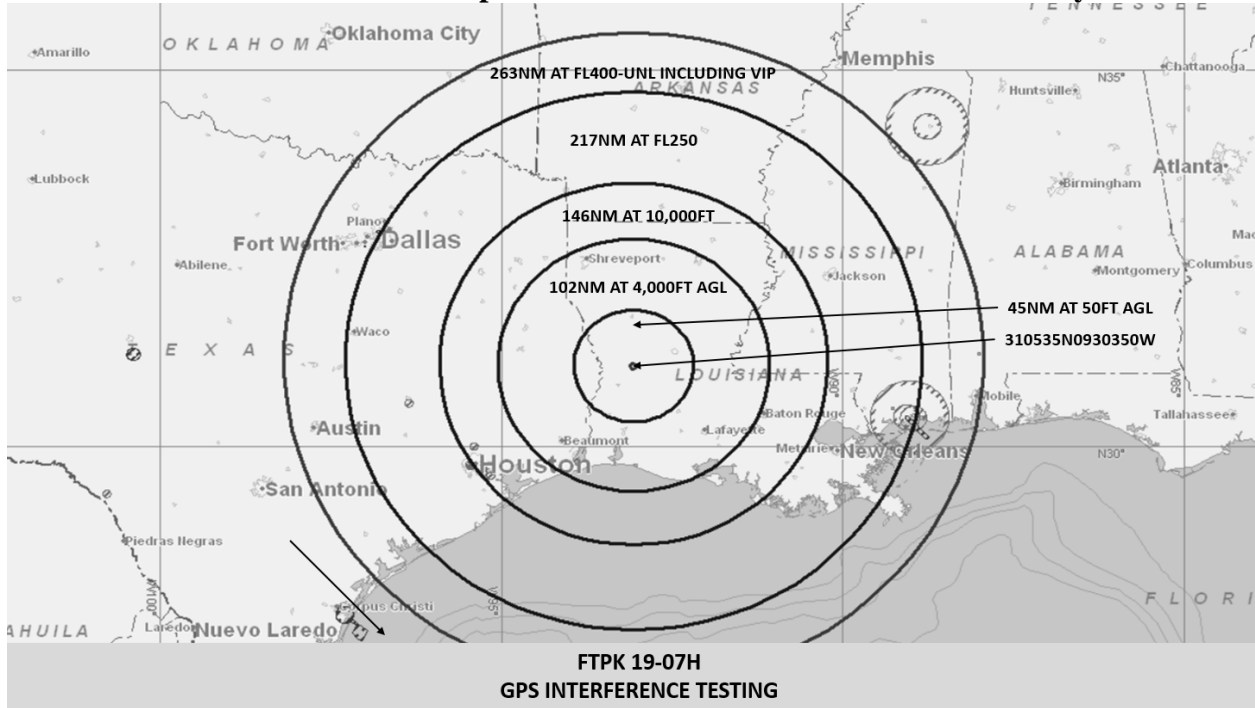 TENNESSEE
OKLAHOMA
Oklahoma City
Amarillo
Memphis
Chattanooga
263NM AT FL400-UNL INCLUDING VIP
N35°
ARKANSAS
Huntsville
217NM AT FL250
Atlanta
Lubbock
Birmingham
146NM AT 10,000FT
Plano
Fort Worth
Dallas
MISSISSIPPI
ALABAMA
Shreveport
Abilene
Jackson
Montgomery
Columbus
102NM AT 4,000FT AGL
45NM AT 50FT AGL
Waco
310535N0930350W
TEXAS
LOUISIANA
W90°
W85°
Mobile
Baton Rouge
Tallahassee
Austin
Lafayette
Beaumont
Metairie
New Orleans
N30°
Houston
San Antonio
Piedras Negras
W100°
W95°
FLORI
Corpus Christi
AHUILA
Laredo
Nuevo Laredo
FTPK 19-07H
GPS INTERFERENCE TESTING